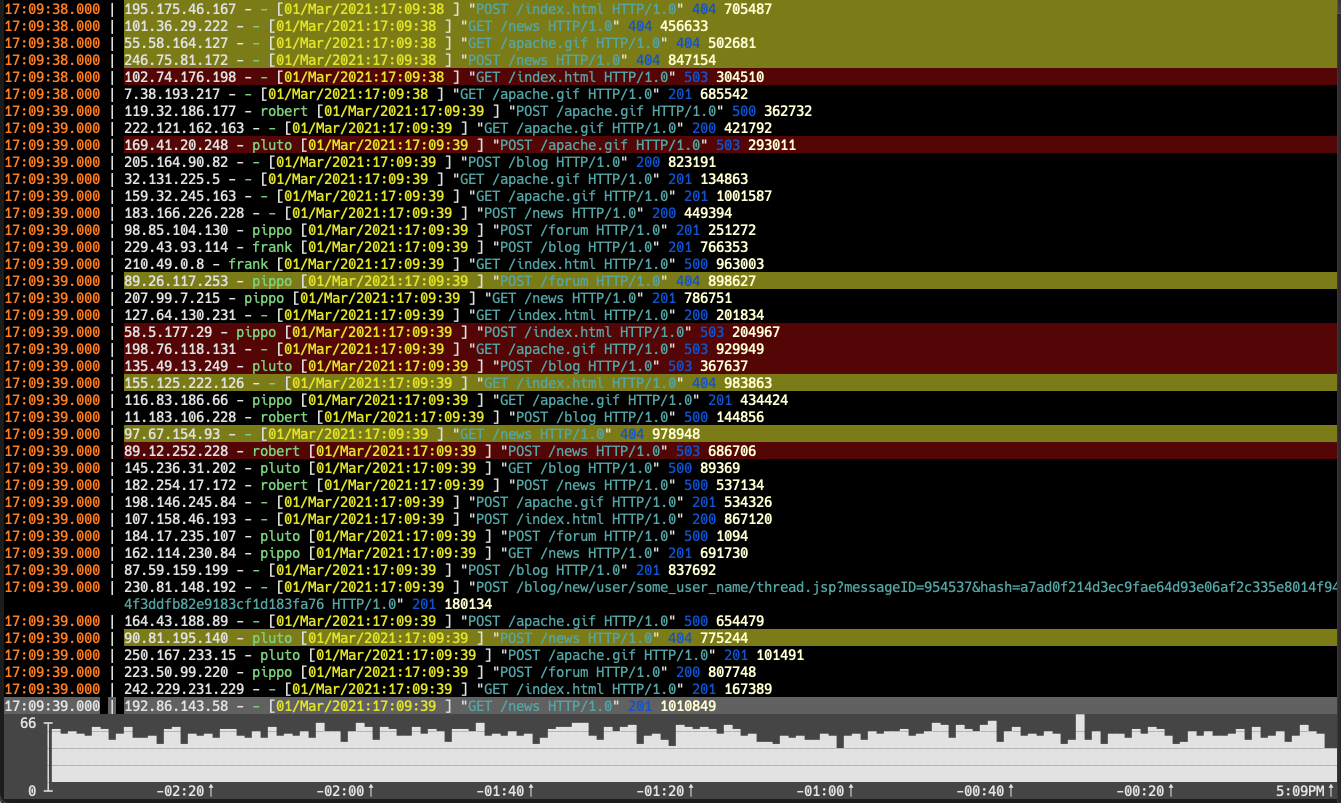 17:09:38.000 | 195.175.46.167 - - [01/Mar/2021:17:09:38 ] "POST /index.html HTTP/1.0" 404 705487
17:09:38.000 | 101.36.29.222 - - [01/Mar/2021:17:09:38 ] "GET /news HTTP/1.0" 404 456633
17:09:38.000 | 55.58.164.127 - - [01/Mar/2021:17:09:38 ] "GET /apache.gif HTTP/1.0" 404 502681
17:09:38.000 | 246.75.81.172 - - [01/Mar/2021:17:09:38 ] "POST /news HTTP/1.0" 404 847154
17:09:38.000 | 102.74.176.198 - - [01/Mar/2021:17:09:38 ] "GET /index.html HTTP/1.0" 503 304510
17:09:38.000 | 7.38.193.217 - - [01/Mar/2021:17:09:38 ] "GET /apache.gif HTTP/1.0" 201 685542
17:09:39.000 | 119.32.186.177 - robert [01/Mar/2021:17:09:39 ] "POST /apache.gif HTTP/1.0" 500 362732
17:09:39.000 | 222.121.162.163 - - [01/Mar/2021:17:09:39 ] "GET /apache.gif HTTP/1.0" 200 421792
17:09:39.000 | 169.41.20.248 - pluto [01/Mar/2021:17:09:39 ] "POST /apache.gif HTTP/1.0" 503 293011
17:09:39.000 | 205.164.90.82 - - [01/Mar/2021:17:09:39 ] "POST /blog HTTP/1.0" 200 823191
17:09:39.000 | 32.131.225.5 - - [01/Mar/2021:17:09:39 ] "GET /apache.gif HTTP/1.0" 201 134863
17:09:39.000 | 159.32.245.163 - - [01/Mar/2021:17:09:39 ] "GET /apache.gif HTTP/1.0" 201 1001587
17:09:39.000 | 183.166.226.228 - - [01/Mar/2021:17:09:39 ] "POST /news HTTP/1.0" 200 449394
17:09:39.000 | 98.85.104.130 - pippo [01/Mar/2021:17:09:39 ] "POST /forum HTTP/1.0" 201 251272
17:09:39.000 | 229.43.93.114 - frank [01/Mar/2021:17:09:39 ] "POST /blog HTTP/1.0" 201 766353
17:09:39.000 | 210.49.0.8 - frank [01/Mar/2021:17:09:39 ] "GET /index.html HTTP/1.0" 500 963003
17:09:39.000 | 89.26.117.253 - pippo [01/Mar/2021:17:09:39 ] "POST /forum HTTP/1.0" 404 898627
17:09:39.000 | 207.99.7.215 - pippo [01/Mar/2021:17:09:39 ] "GET /news HTTP/1.0" 201 786751
17:09:39.000 | 127.64.130.231 - - [01/Mar/2021:17:09:39 ] "GET /index.html HTTP/1.0" 200 201834
17:09:39.000 | 58.5.177.29 - pippo [01/Mar/2021:17:09:39 ] "POST /index.html HTTP/1.0" 503 204967
17:09:39.000 | 198.76.118.131 - - [01/Mar/2021:17:09:39 ] "GET /apache.gif HTTP/1.0" 503 929949
17:09:39.000 | 135.49.13.249 - pluto [01/Mar/2021:17:09:39 ] "POST /blog HTTP/1.0" 503 367637
17:09:39.000 | 155.125.222.126 - - [01/Mar/2021:17:09:39 ] "GET /index.html HTTP/1.0" 404 983863
17:09:39.000 | 116.83.186.66 - pippo [01/Mar/2021:17:09:39 ] "GET /apache.gif HTTP/1.0" 201 434424
17:09:39.000 | 11.183.106.228 - robert [01/Mar/2021:17:09:39 ] "POST /blog HTTP/1.0" 500 144856
17:09:39.000 | 97.67.154.93 - - [01/Mar/2021:17:09:39 ] "GET /news HTTP/1.0" 404 978948
17:09:39.000 | 89.12.252.228 - robert [01/Mar/2021:17:09:39 ] "POST /news HTTP/1.0" 503 686706
17:09:39.000 | 145.236.31.202 - pluto [01/Mar/2021:17:09:39 ] "GET /blog HTTP/1.0" 500 89369
17:09:39.000 | 182.254.17.172 - robert [01/Mar/2021:17:09:39 ] "POST /news HTTP/1.0" 500 537134
17:09:39.000 | 198.146.245.84 - - [01/Mar/2021:17:09:39 ] "POST /apache.gif HTTP/1.0" 201 534326
17:09:39.000 | 107.158.46.193 - - [01/Mar/2021:17:09:39 ] "POST /index.html HTTP/1.0" 200 867120
17:09:39.000 | 184.17.235.107 - pluto [01/Mar/2021:17:09:39 ] "POST /forum HTTP/1.0" 500 1094
17:09:39.000 | 162.114.230.84 - pippo [01/Mar/2021:17:09:39 ] "GET /news HTTP/1.0" 201 691730
17:09:39.000 | 87.59.159.199 - - [01/Mar/2021:17:09:39 ] "POST /blog HTTP/1.0" 201 837692
17:09:39.000 | 230.81.148.192 - - [01/Mar/2021:17:09:39 ] "POST /blog/new/user/some_user_name/thread.jsp?messageID=954537&hash=a7ad0f214d3ec9fae64d93e06af2c335e8014f94
4f3ddfb82e9183cf1d183fa76 HTTP/1.0" 201 180134
17:09:39.000 | 164.43.188.89 - - [01/Mar/2021:17:09:39 ] "POST /apache.gif HTTP/1.0" 500 654479
17:09:39.000 | 90.81.195.140 - pluto [01/Mar/2021:17:09:39 ] "POST /news HTTP/1.0" 404 775244
17:09:39.000 | 250.167.233.15 - pluto [01/Mar/2021:17:09:39 ] "POST /apache.gif HTTP/1.0" 201 101491
17:09:39.000 | 223.50.99.220 - pippo [01/Mar/2021:17:09:39 ] "POST /forum HTTP/1.0" 200 807748
17:09:39.000 | 242.229.231.229 - - [01/Mar/2021:17:09:39 ] "GET /index.html HTTP/1.0" 201 167389
17:09:39.000 | 192.86.143.58 - - [01/Mar/2021:17:09:39 ] "GET /news HTTP/1.0" 201 1010849
66
0 -02:20↑ -02:00↑ -01:40↑ -01:20↑ -01:00↑ -00:40↑ -00:20↑ 5:09PM↑